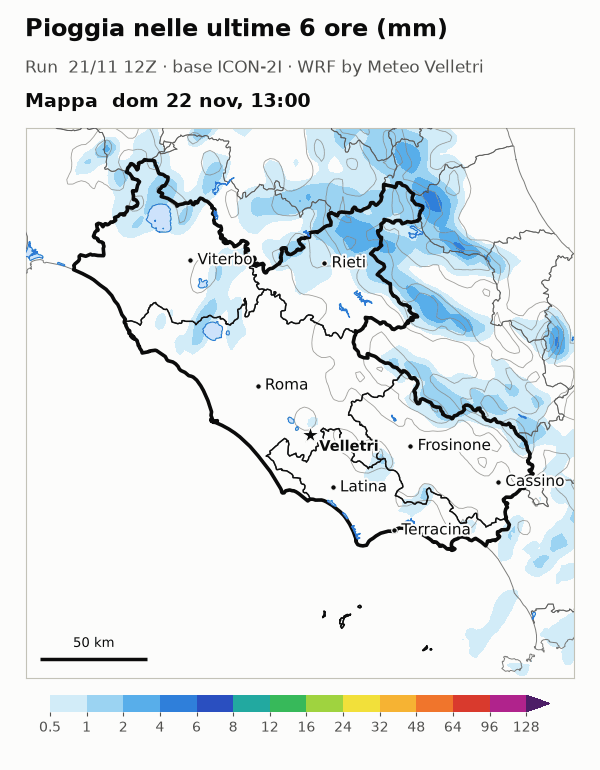 Pioggia nelle ultime 6 ore (mm)
Run 21/11 12Z · base ICON-2I · WRF by Meteo Velletri
Mappa dom 22 nov, 13:00
Viterbo
Rieti
Roma
Velletri
Frosinone
Latina
Cassino
Terracina
50 km
0.5 1 2 4 6 8 12 16 24 32 48 64 96 128